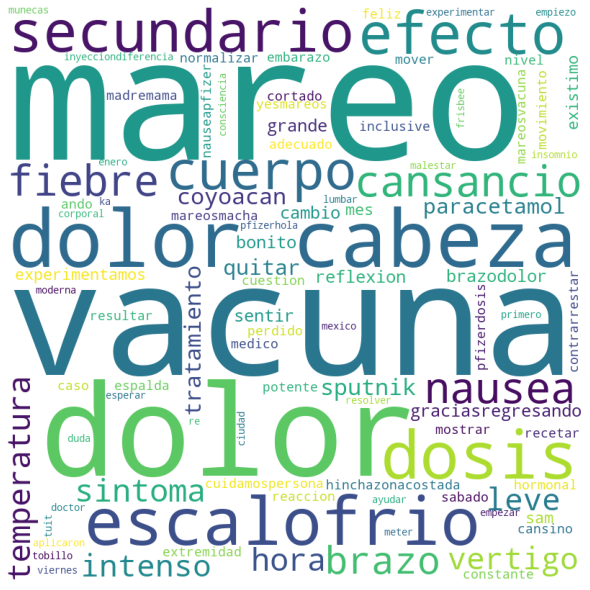 munecas
secundario
efecto
feliz
experimentar
empiezo
inyecciondiferencia
normalizar
embarazo
mover
nivel
mareo
madremama
nauseapfizer
consciencia
cortado
yesmareos
grande
adecuado
inclusive
frisbee
mareosvacuna
movimiento
existimo
enero
malestar
insomnio
fiebre
cuerpo
cansancio
ando
ka
corporal
coyoacan
mareosmacha
cambio
mes
lumbar
pfizerhola
paracetamol
dolor
cabeza
bonito
quitar
cuestion
reflexion
brazodolor
experimentamos
moderna
resultar
tratamiento
sentir
perdido
medico
mexico
pfizerdosis
contrarrestar
primero
vacuna
temperatura
caso
espalda
esperar
potente
sputnik
resolver
nausea
graciasregresando
mostrar
recetar
dolor
duda
re
ciudad
dosis
sintoma
cuidamospersona
hinchazonacostada
hormonal
reaccion
ayudar
sabado
leve
doctor
tuit
aplicaron
escalofrio
meter
empezar
sam
cansino
tobillo
viernes
intenso
extremidad
hora
brazo
vertigo
constante